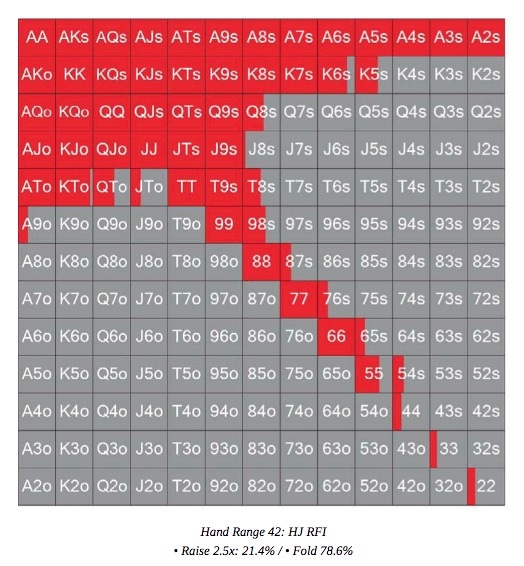 AA AKs AQs AJs ATs A9s A8s A7s A6s A5s A4s A3s A2s
AKo KK KQs KJs KTs K9s K8s K7s K6s K5s K4s K3s K2s
AQo KQo QQ QJs QTs Q9s Q8s Q7s Q6s Q5s Q4s Q3s Q2s
AJo KJo QJo JJ JTs J9s J8s J7s J6s J5s J4s J3s J2s
ATo KTo QTo JTo TT T9s T8s T7s T6s T5s T4s T3s T2s
A9o K9o Q9o J9o T9o 99 98s 97s 96s 95s 94s 93s 92s
A8o K8o Q8o J8o T8o 98o 88 87s 86s 85s 84s 83s 82s
A7o K7o Q7o J7o T7o 97o 87o 77 76s 75s 74s 73s 72s
A6o K6o Q6o J6o T6o 96o 86o 76o 66 65s 64s 63s 62s
A5o K5o Q5o J5o T5o 95o 85o 75o 65o 55 54s 53s 52s
A4o K4o Q4o J4o T4o 94o 84o 74o 64o 54o 44 43s 42s
A3o K3o Q3o J3o T3o 93o 83o 73o 63o 53o 43o 33 32s
A2o K2o Q2o J2o T2o 92o 82o 72o 62o 52o 42o 32o 22
Hand Range 42: HJ RFI
• Raise 2.5x: 21.4% / • Fold 78.6%